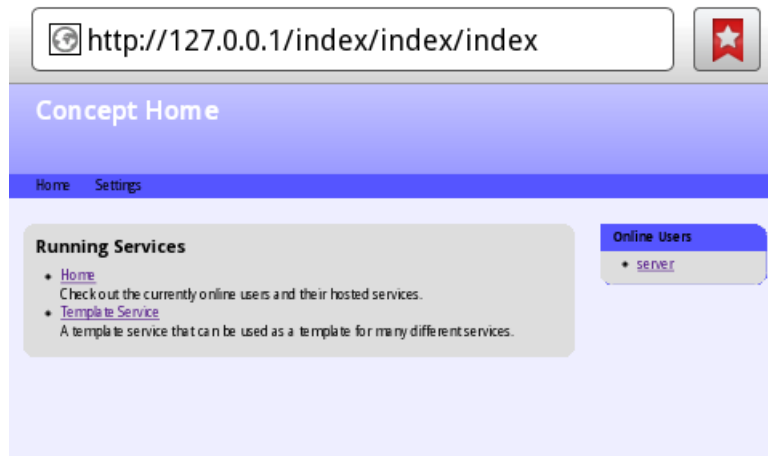 http://127.0.0.1/index/index/index
Concept Home
Home Settings
Running Services
Home
Check out the currently online users and their hosted services.
Template Service
A template service that can be used as a template for many different services.
Online Users
server